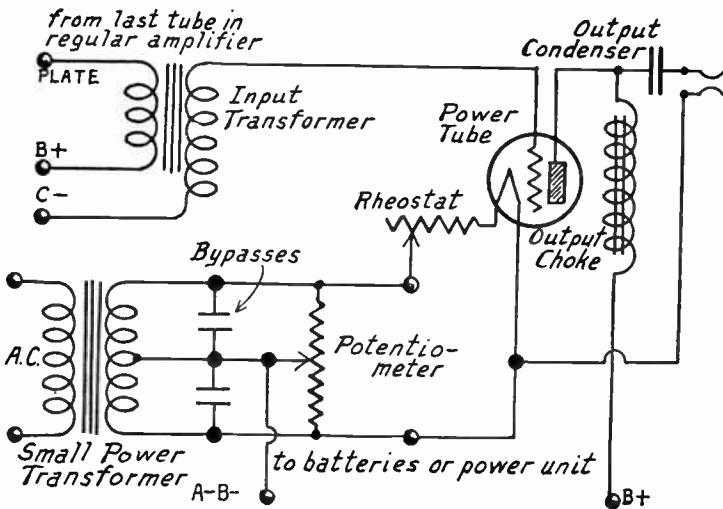 from last tube in
regular amplifier
PLATE
B+
C-
Input
Transformer
Output
Condenser
Power
Tube
Rheostat
Output
Choke
Bypasses
A.C.
Potentio-
meter
Small Power
Transformer
to batteries or power unit
A-B-
B+